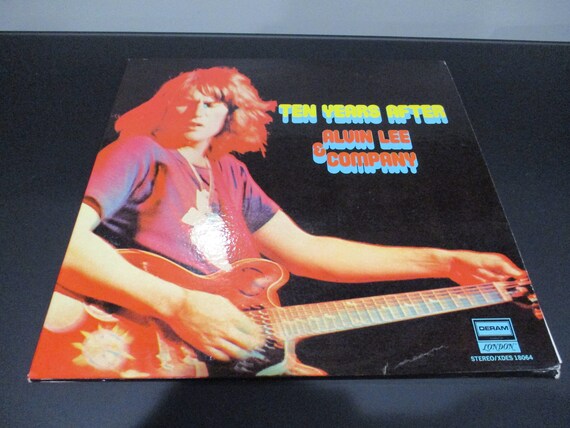 TEN YEARS AFTER
ALVIN LEE
& COMPANY
DERAM
LONDON
STEREO/XDES 18064